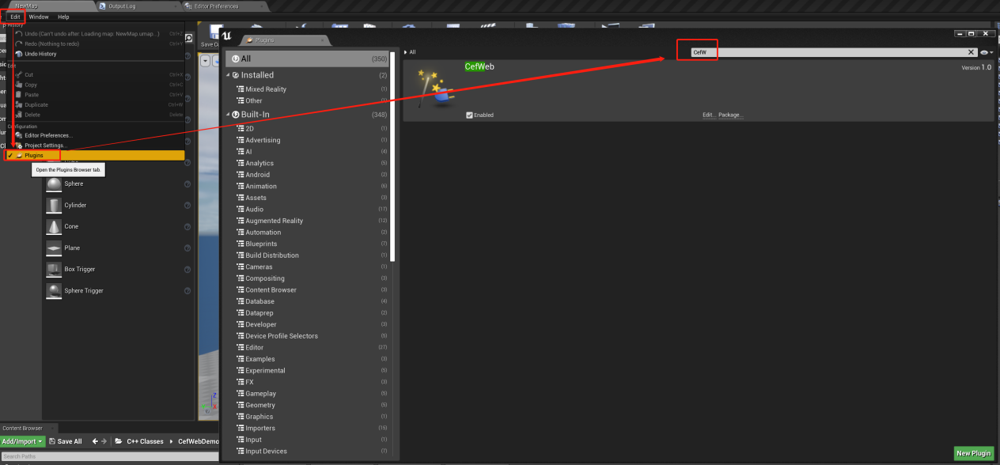 NewMap
Output Log
Editor Preferences
Edit Window Help
Undo (Can't undo after: Loading map: NewMap.umap...) Ctrl+Z
Redo (Nothing to redo) Ctrl+Y
Undo History
Edit
Cut Ctrl+X
Copy Ctrl+C
Paste Ctrl+V
Duplicate Ctrl+W
Delete Delete
Configuration
Editor Preferences...
Project Settings...
Plugins
Open the Plugins Browser tab.
Sphere
Cylinder
Cone
Plane
Box Trigger
Sphere Trigger
Content Browser
Add/Import Save All C++ Classes CefWebDemo
Search Paths
Save Cu
Z
X
Plugins
All (350)
Installed (2)
Mixed Reality (1)
Other (1)
Built-In (348)
2D (1)
Advertising (1)
AI (4)
Analytics (5)
Android (2)
Animation (6)
Assets (3)
Audio (17)
Augmented Reality (12)
Automation (2)
Blueprints (7)
Build Distribution (1)
Cameras (1)
Compositing (3)
Content Browser (3)
Database (4)
Dataprep (2)
Developer (3)
Device Profile Selectors (5)
Editor (27)
Examples (3)
Experimental (5)
FX (3)
Gameplay (8)
Geometry (5)
Graphics (1)
Importers (15)
Input (1)
Input Devices (7)
All
CefW
CefWeb
Version 1.0
Enabled
Edit... Package...
New Plugin